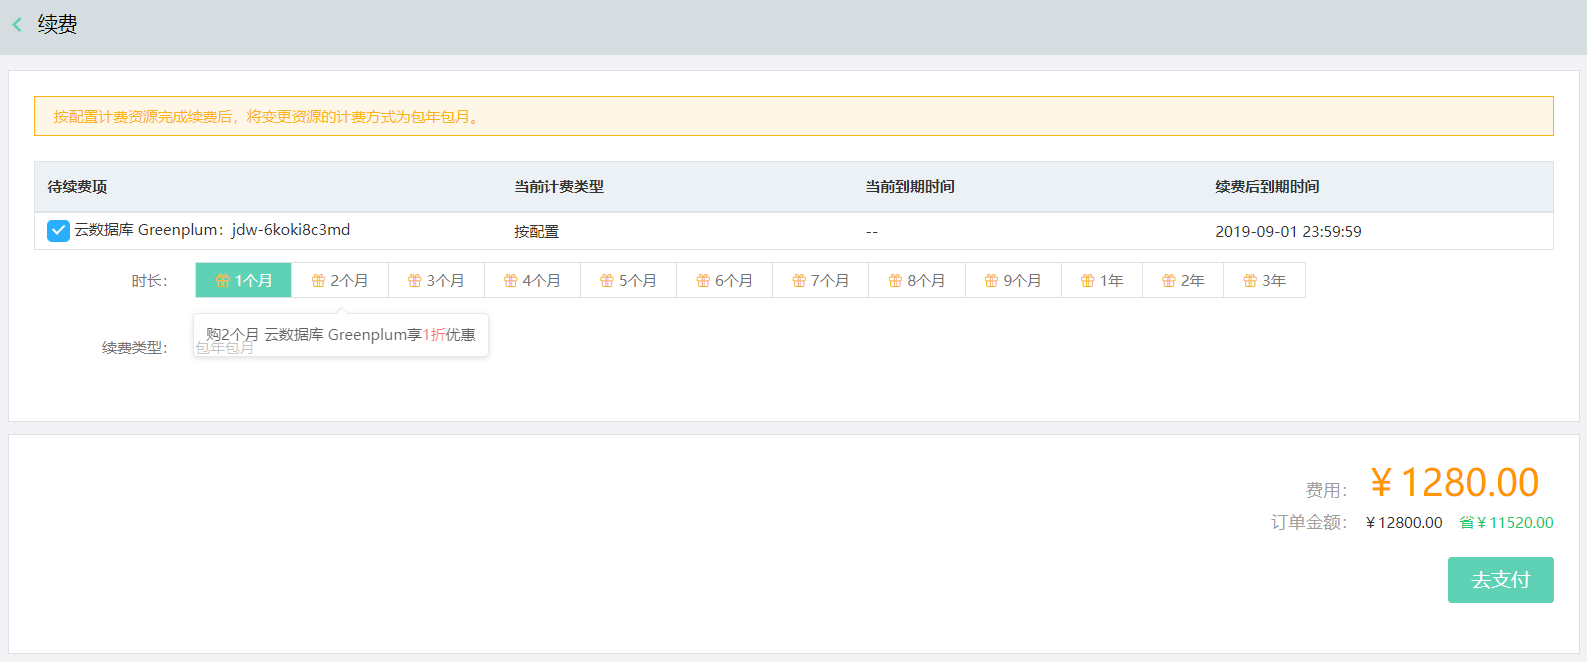 续费
按配置计费资源完成续费后，将变更资源的计费方式为包年包月。
待续费项 当前计费类型 当前到期时间 续费后到期时间
云数据库 Greenplum：jdw-6koki8c3md 按配置 -- 2019-09-01 23:59:59
时长： 1个月 2个月 3个月 4个月 5个月 6个月 7个月 8个月 9个月 1年 2年 3年
购2个月 云数据库 Greenplum享1折优惠
续费类型： 包年包月
费用： ¥ 1280.00
订单金额： ¥ 12800.00 省 ¥ 11520.00
去支付